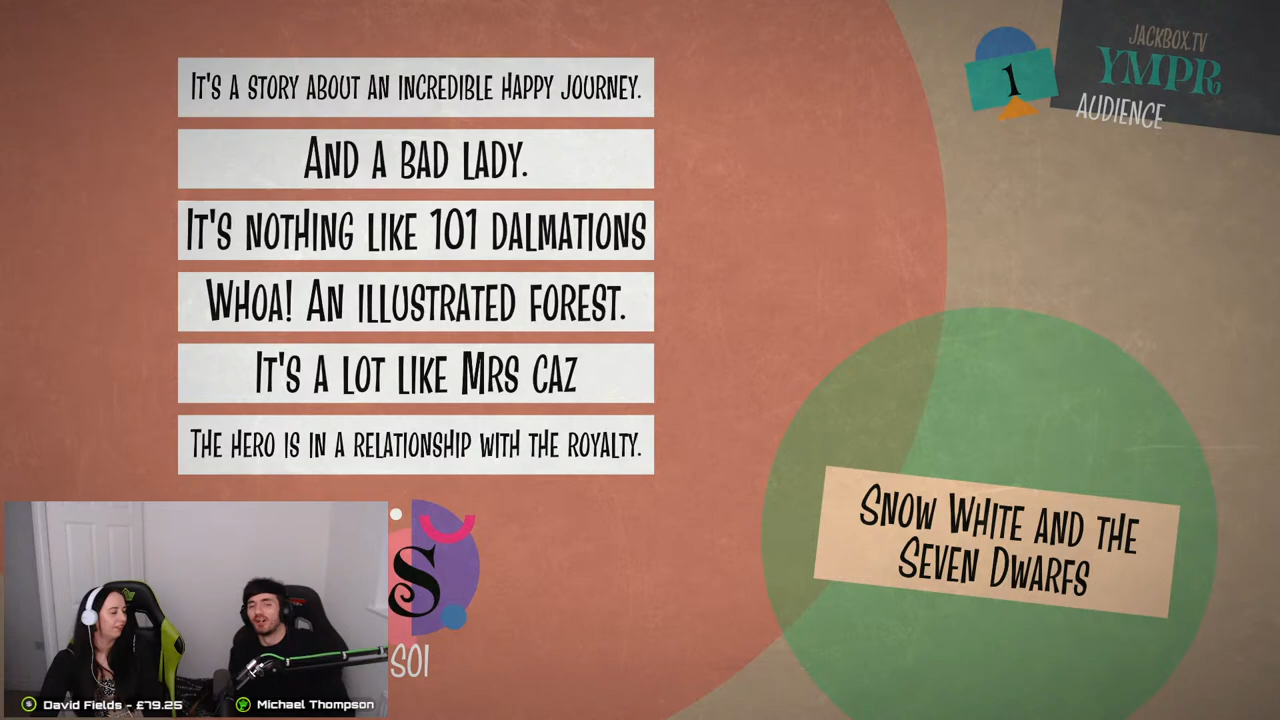 It's a story about an incredible happy journey.
And a bad lady.
It's nothing like 101 dalmations
Whoa! An illustrated forest.
It's a lot like Mrs caz
The hero is in a relationship with the royalty.
JACKBOX.TV
YMPR
AUDIENCE
1
Snow White and the
Seven Dwarfs
S
SOI
David Fields - £79.25
Michael Thompson